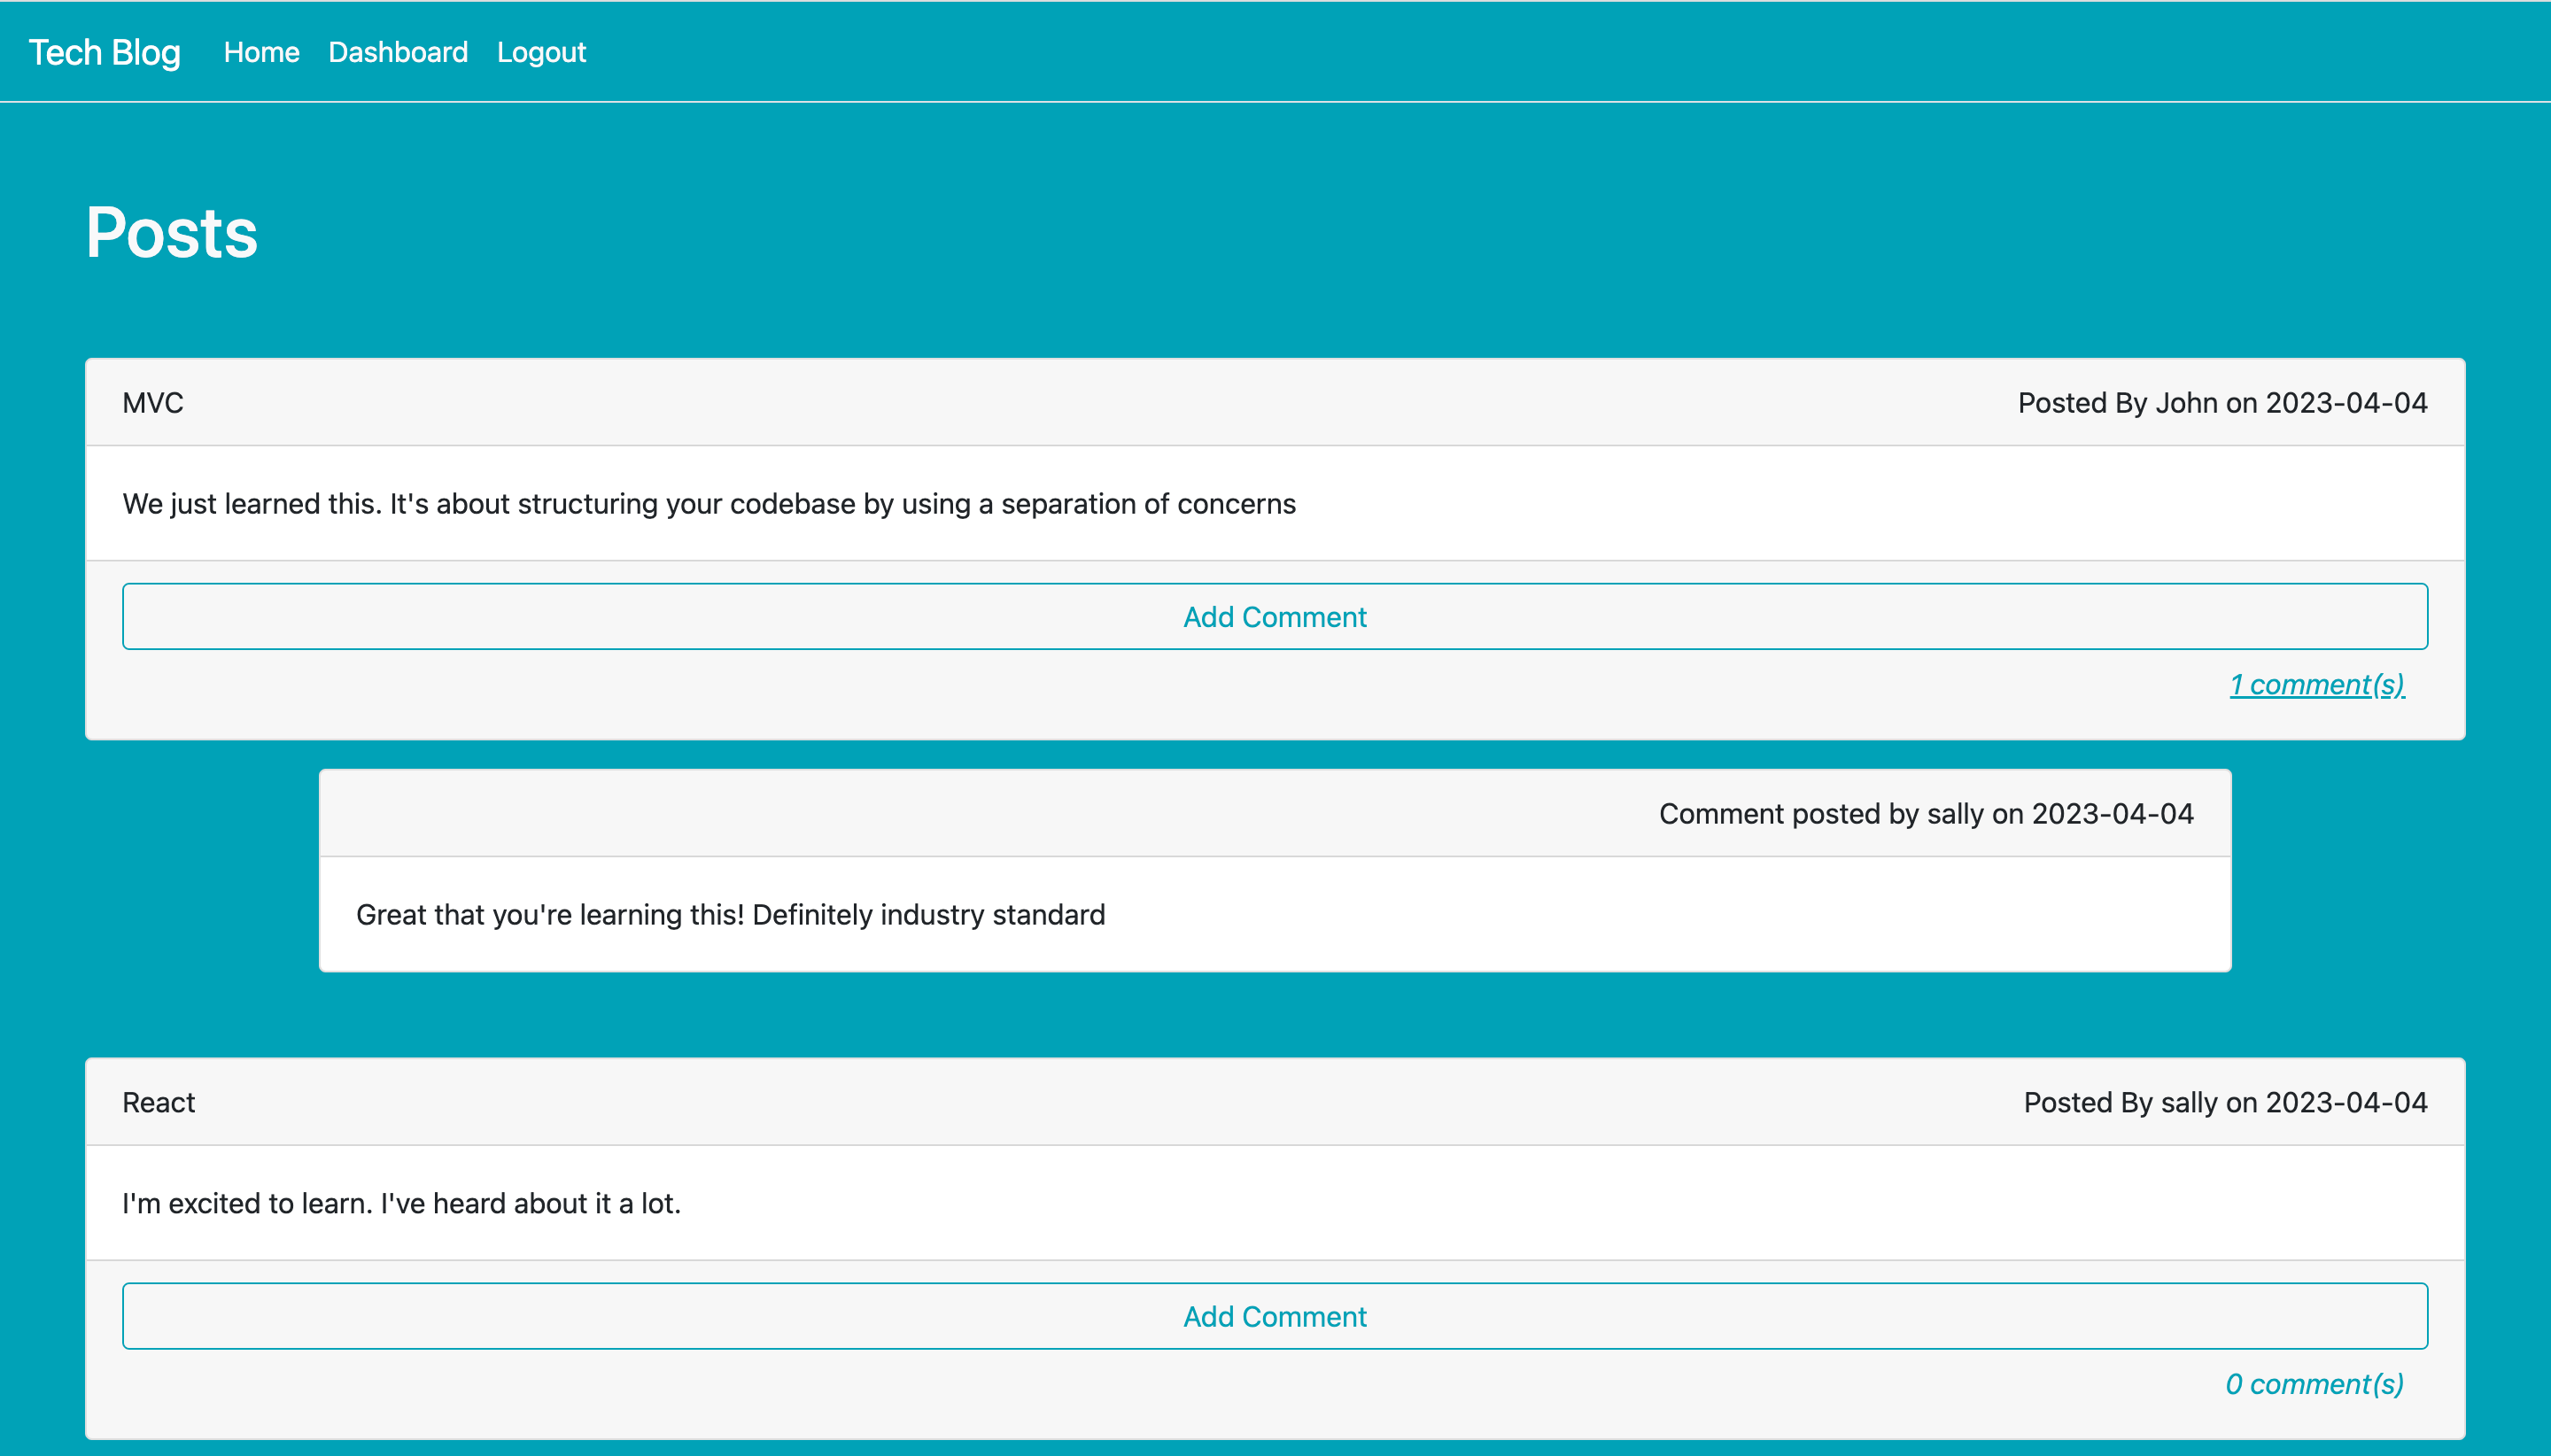 Tech Blog Home Dashboard Logout
Posts
MVC Posted By John on 2023-04-04
We just learned this. It's about structuring your codebase by using a separation of concerns
Add Comment
1 comment(s)
Comment posted by sally on 2023-04-04
Great that you're learning this! Definitely industry standard
React Posted By sally on 2023-04-04
I'm excited to learn. I've heard about it a lot.
Add Comment
0 comment(s)